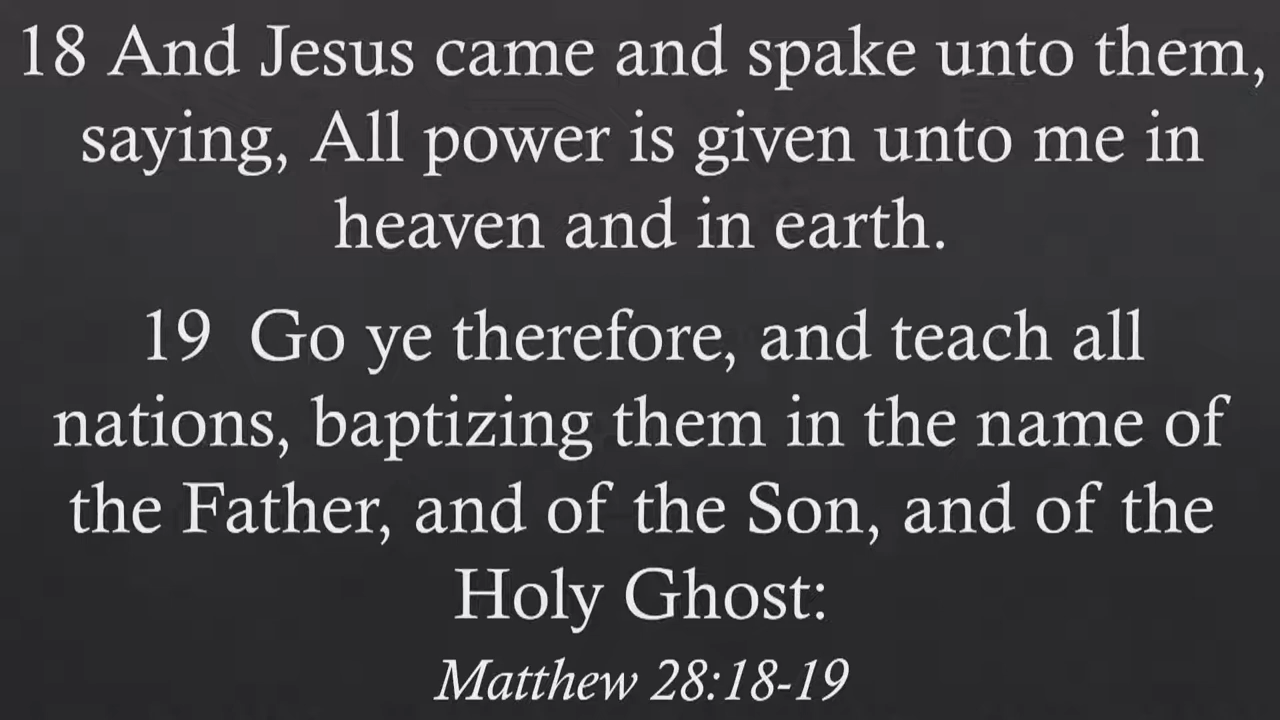 18 And Jesus came and spake unto them,
saying, All power is given unto me in
heaven and in earth.
19 Go ye therefore, and teach all
nations, baptizing them in the name of
the Father, and of the Son, and of the
Holy Ghost:
Matthew 28:18-19